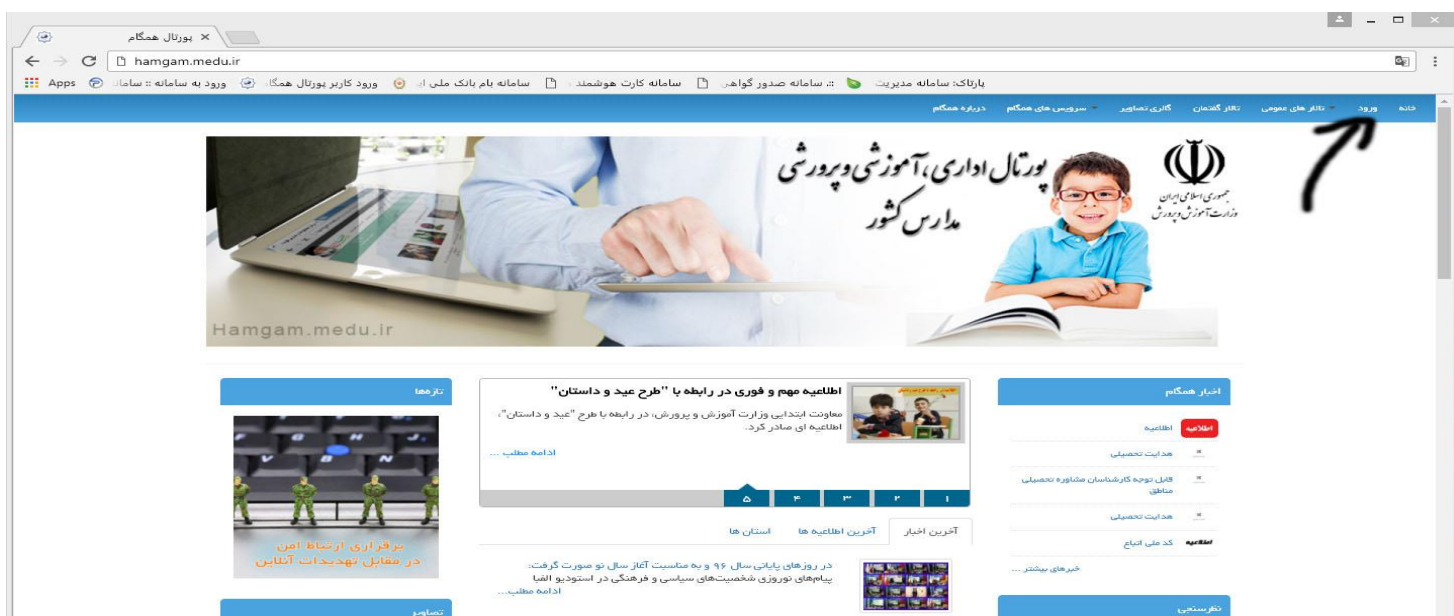 پورتال همگام
hamgam.medu.ir
Apps
ورود به سامانه :: سامانـ
ورود کاربر پورتال همگا
سامانه بام بانک ملی ایـ
سامانه کارت هوشمند
:: سامانه صدور گواهی
پارتاک: سامانه مدیریت
خانه
ورود
تالار های عمومی
تالار گفتمان
گالری تصاویر
سرویس های همگام
درباره همگام
پورتال اداری، آموزشی و پرورشی
مدارس کشور
جمهوری اسلامی ایران
وزارت آموزش و پرورش
Hamgam.medu.ir
اخبار همگام
اطلاعیه اطلاعیه
هدایت تحصیلی
قابل توجه کارشناسان مشاوره تحصیلی
مناطق
هدایت تحصیلی
اطلاعیه کد ملی اتباع
خبرهای بیشتر ...
نظرسنجی
اطلاعیه مهم و فوری در رابطه با "طرح عید و داستان"
معاونت ابتدایی وزارت آموزش و پرورش، در رابطه با طرح "عید و داستان"،
اطلاعیه ای صادر کرد.
ادامه مطلب ...
۱ ۲ ۳ ۴ ۵
آخرین اخبار
آخرین اطلاعیه ها
استان ها
در روزهای پایانی سال ۹۶ و به مناسبت آغاز سال نو صورت گرفت:
پیام‌های نوروزی شخصیت‌های سیاسی و فرهنگی در استودیو الفبا
ادامه مطلب...
تازه‌ها
برقراری ارتباط امن
در مقابل تهدیدات آنلاین
تصاویر